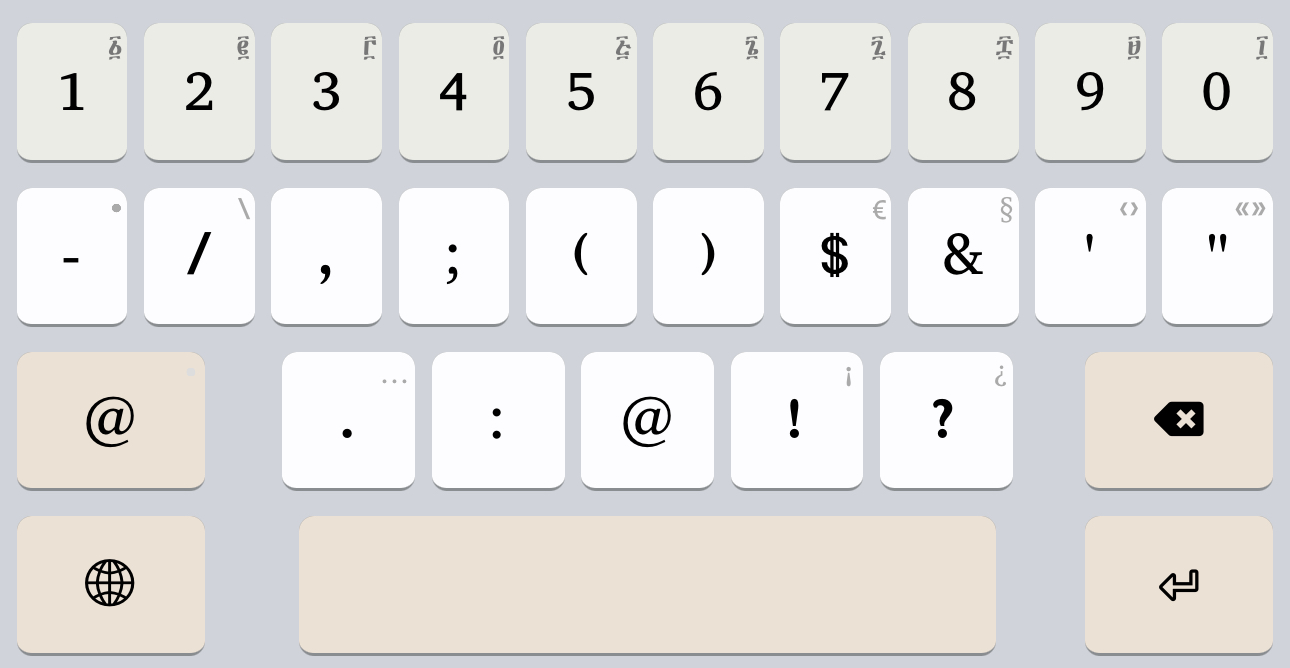 ፩ ፪ ፫ ፬ ፭ ፮ ፯ ፰ ፱ ፲
1 2 3 4 5 6 7 8 9 0
• \ € § ‹› «»
- / , ; ( ) $ & ' "
… ¡ ¿
@ . : @ ! ?